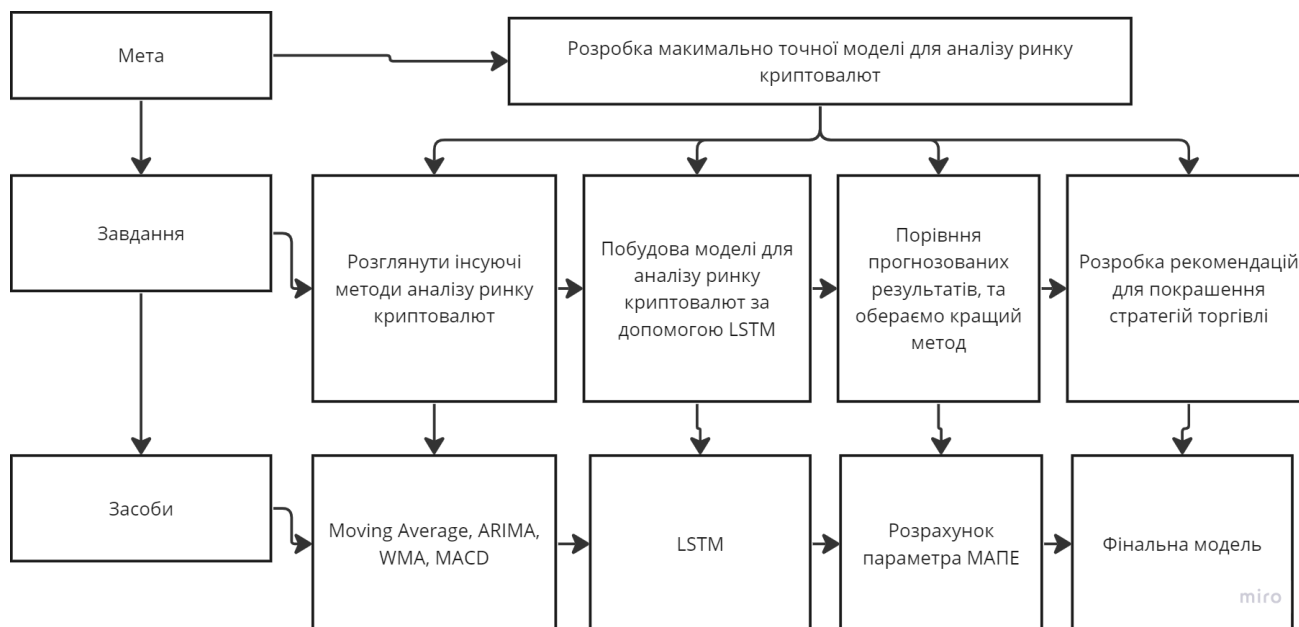 Мета
Розробка макимально точної моделі для аналізу ринку
криптовалют
Завдання
Розглянути інсуючі
методи аналізу ринку
криптовалют
Побудова моделі для
аналізу ринку
криптовалют за
допомогою LSTM
Порівння
прогнозованих
результатів, та
обераємо кращий
метод
Розробка рекомендацій
для покрашення
стратегій торгівлі
Засоби
Moving Average, ARIMA,
WMA, MACD
LSTM
Розрахунок
параметра МАПЕ
Фінальна модель
miro